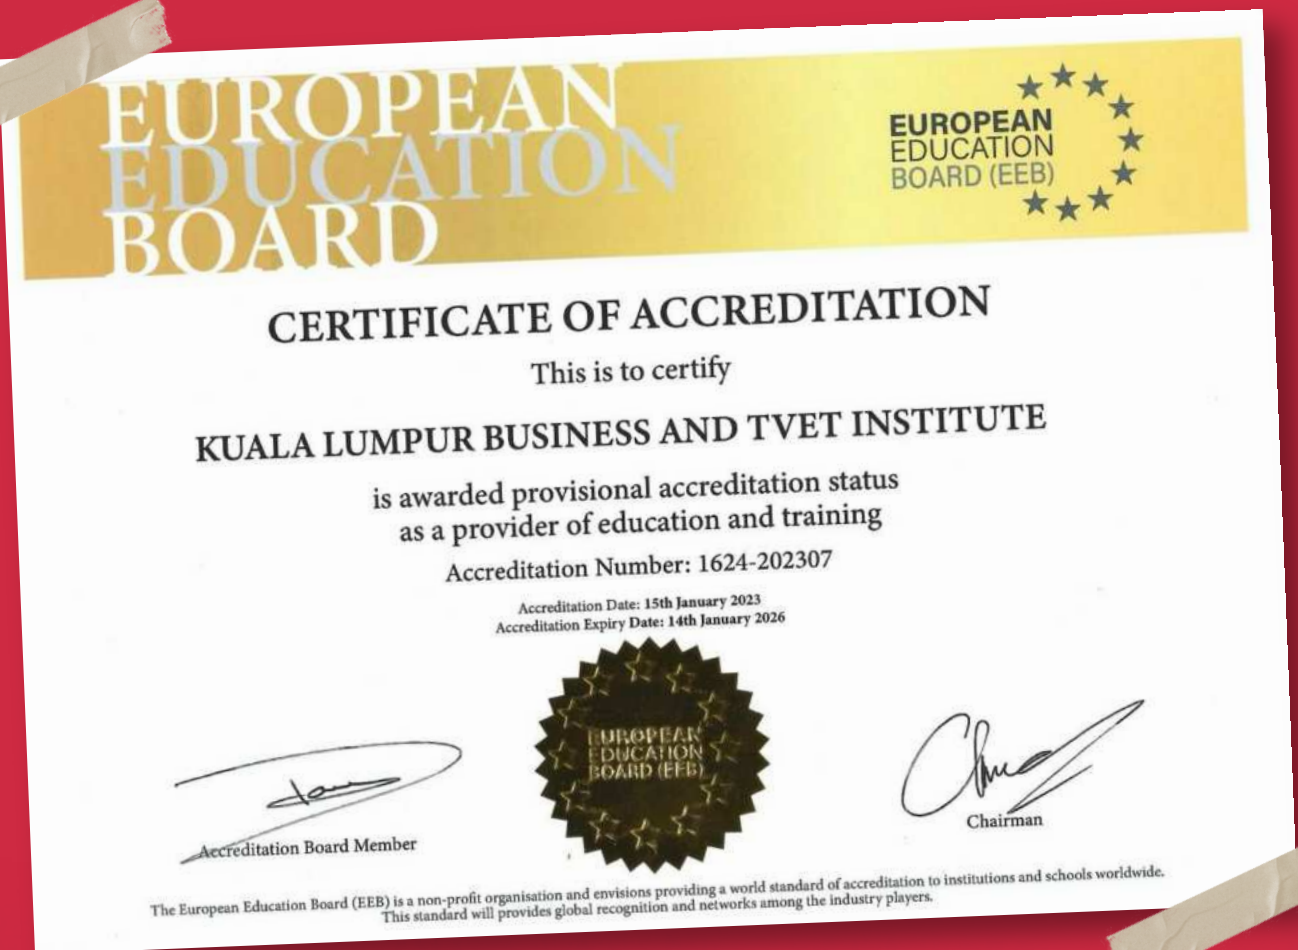 EUROPEAN
EDUCATION
BOARD
EUROPEAN
EDUCATION
BOARD (EEB)
CERTIFICATE OF ACCREDITATION
This is to certify
KUALA LUMPUR BUSINESS AND TVET INSTITUTE
is awarded provisional accreditation status
as a provider of education and training
Accreditation Number: 1624-202307
Accreditation Date: 15th January 2023
Accreditation Expiry Date: 14th January 2026
EUROPEAN
EDUCATION
BOARD (EEB)
Accreditation Board Member
Chairman
The European Education Board (EEB) is a non-profit organisation and envisions providing a world standard of accreditation to institutions and schools worldwide.
This standard will provides global recognition and networks among the industry players.